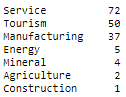 Service 72
Tourism 50
Manufacturing 37
Energy 5
Mineral 4
Agriculture 2
Construction 1